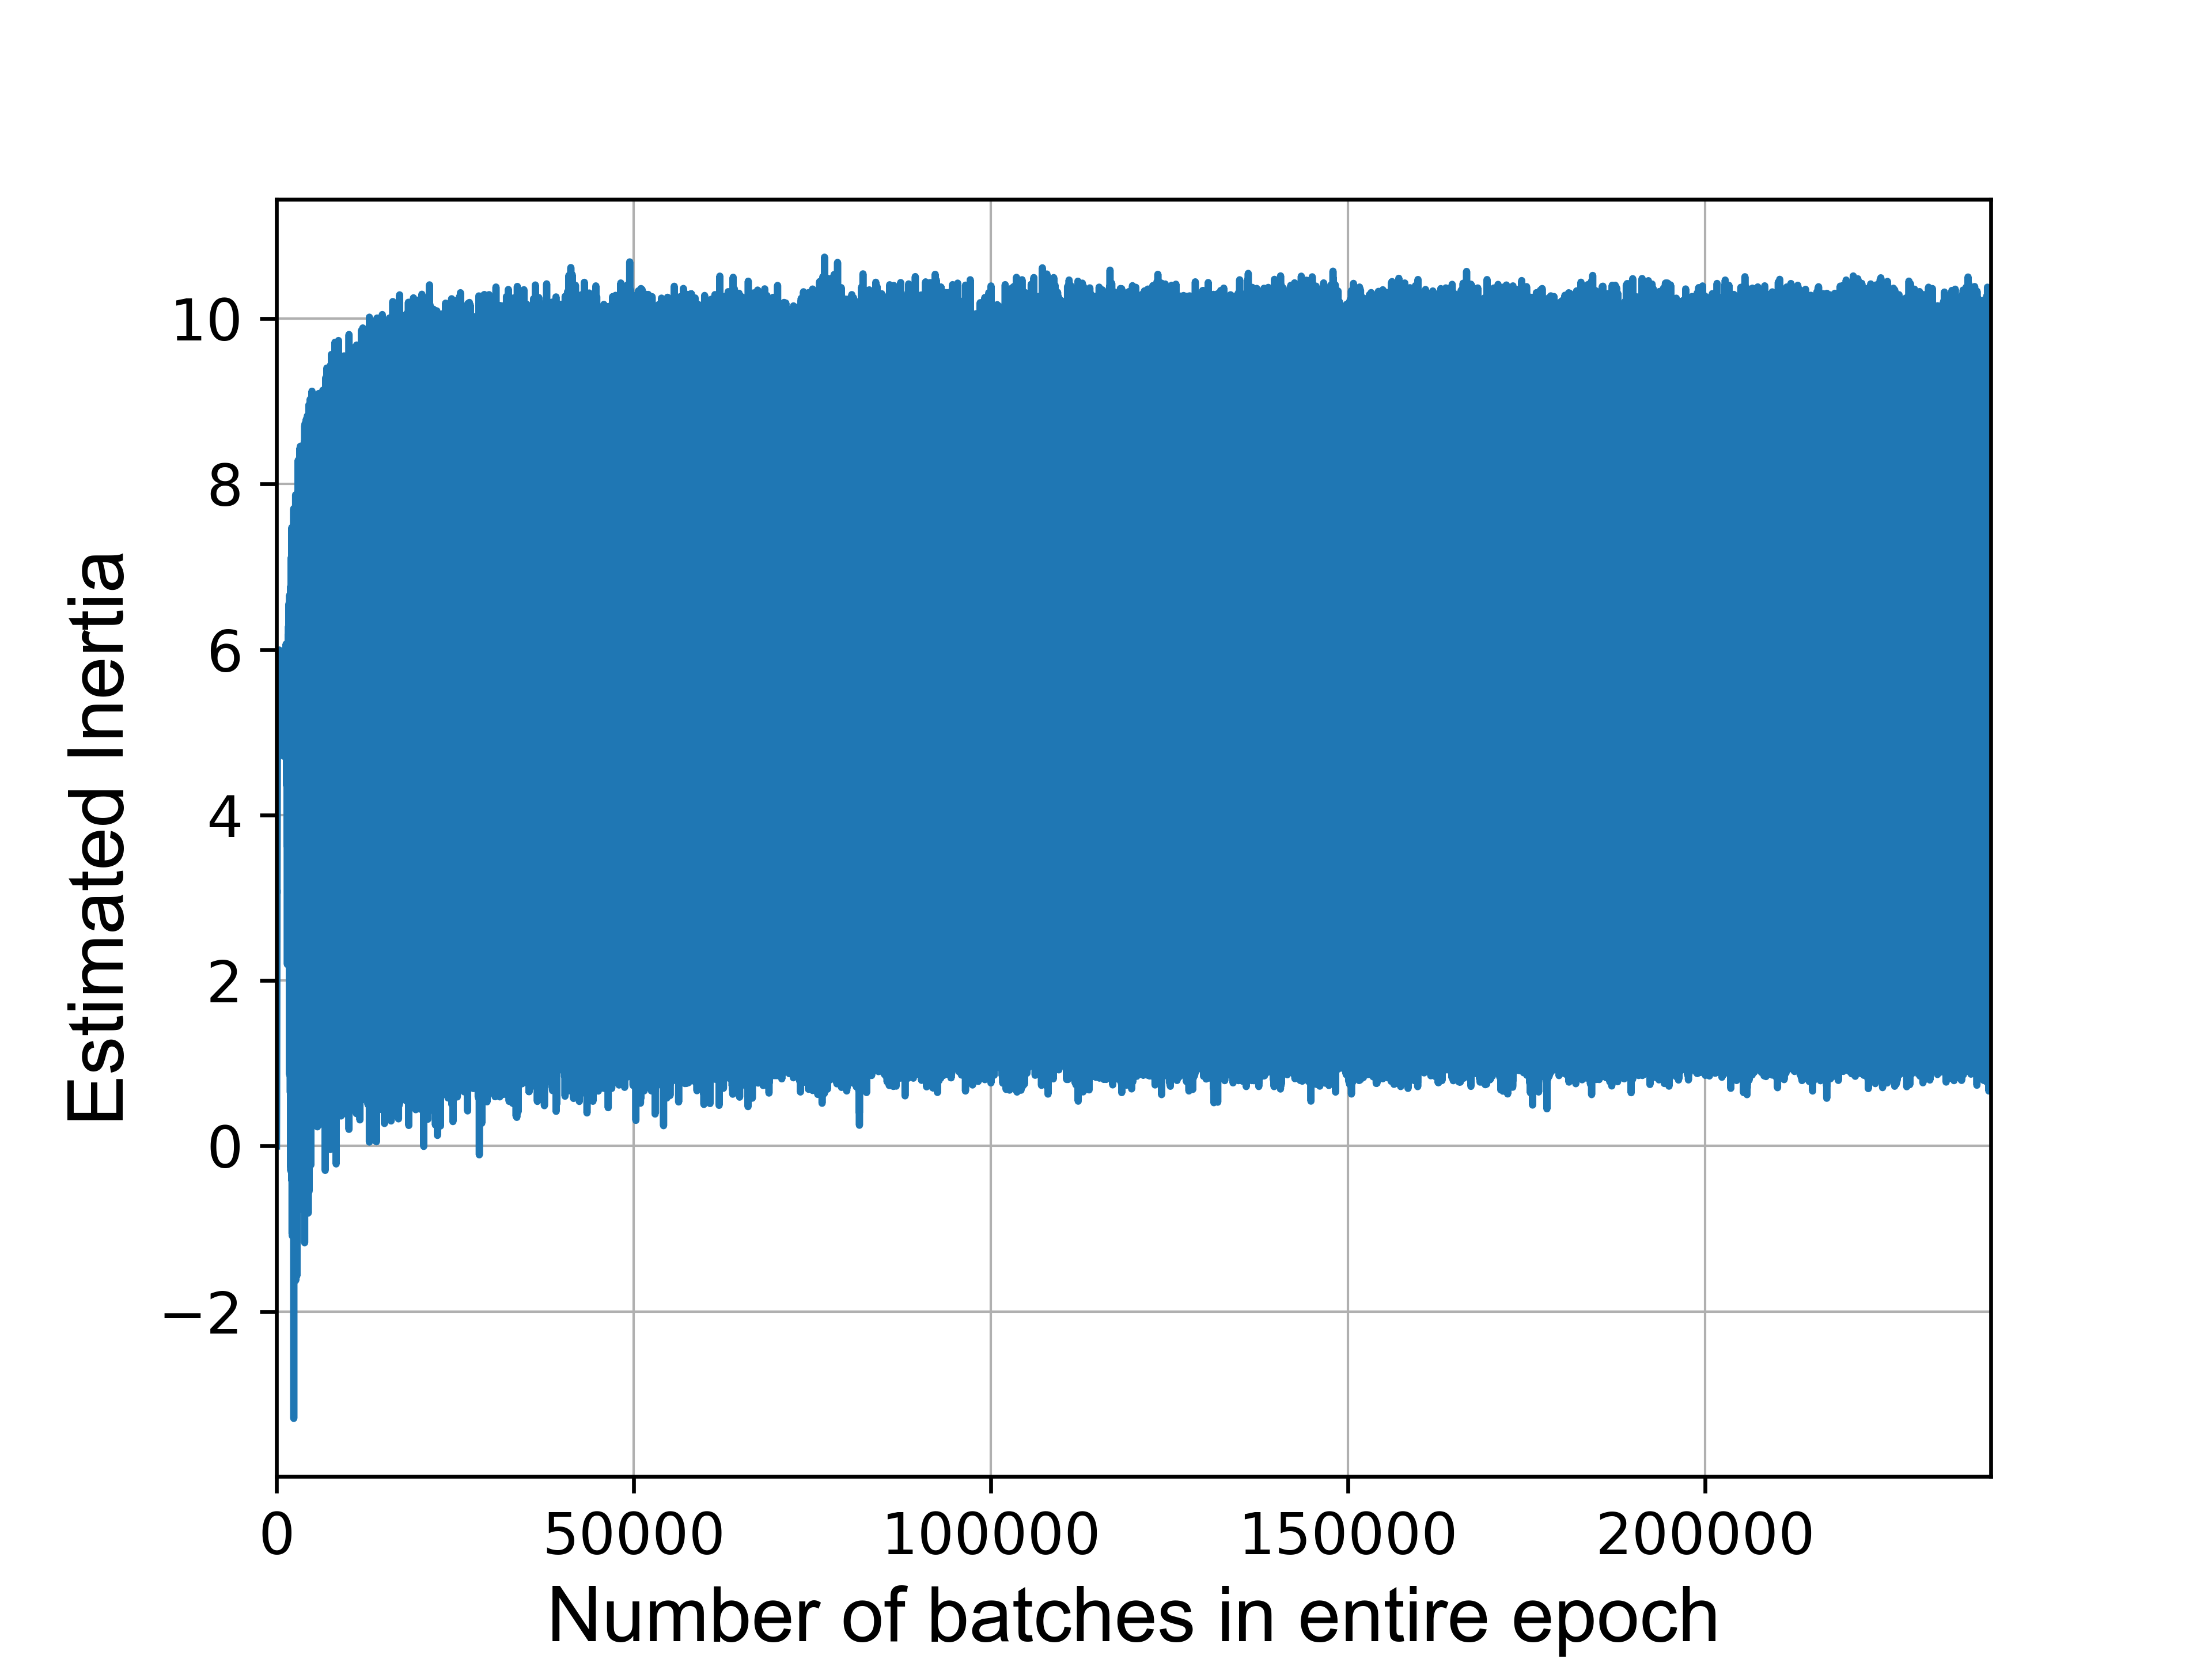 Estimated Inertia
10
8
6
4
2
0
−2
0 50000 100000 150000 200000
Number of batches in entire epoch